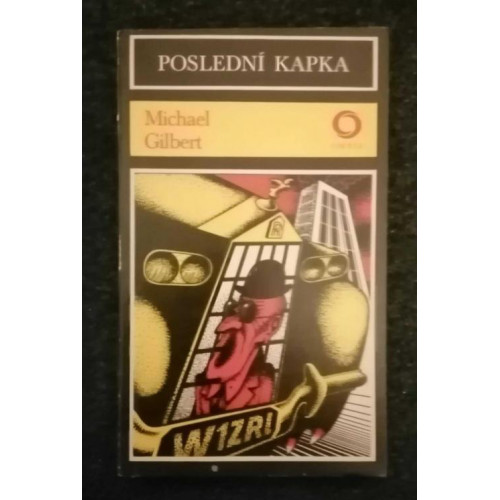 POSLEDNÍ KAPKA
Michael
Gilbert
W1ZRI